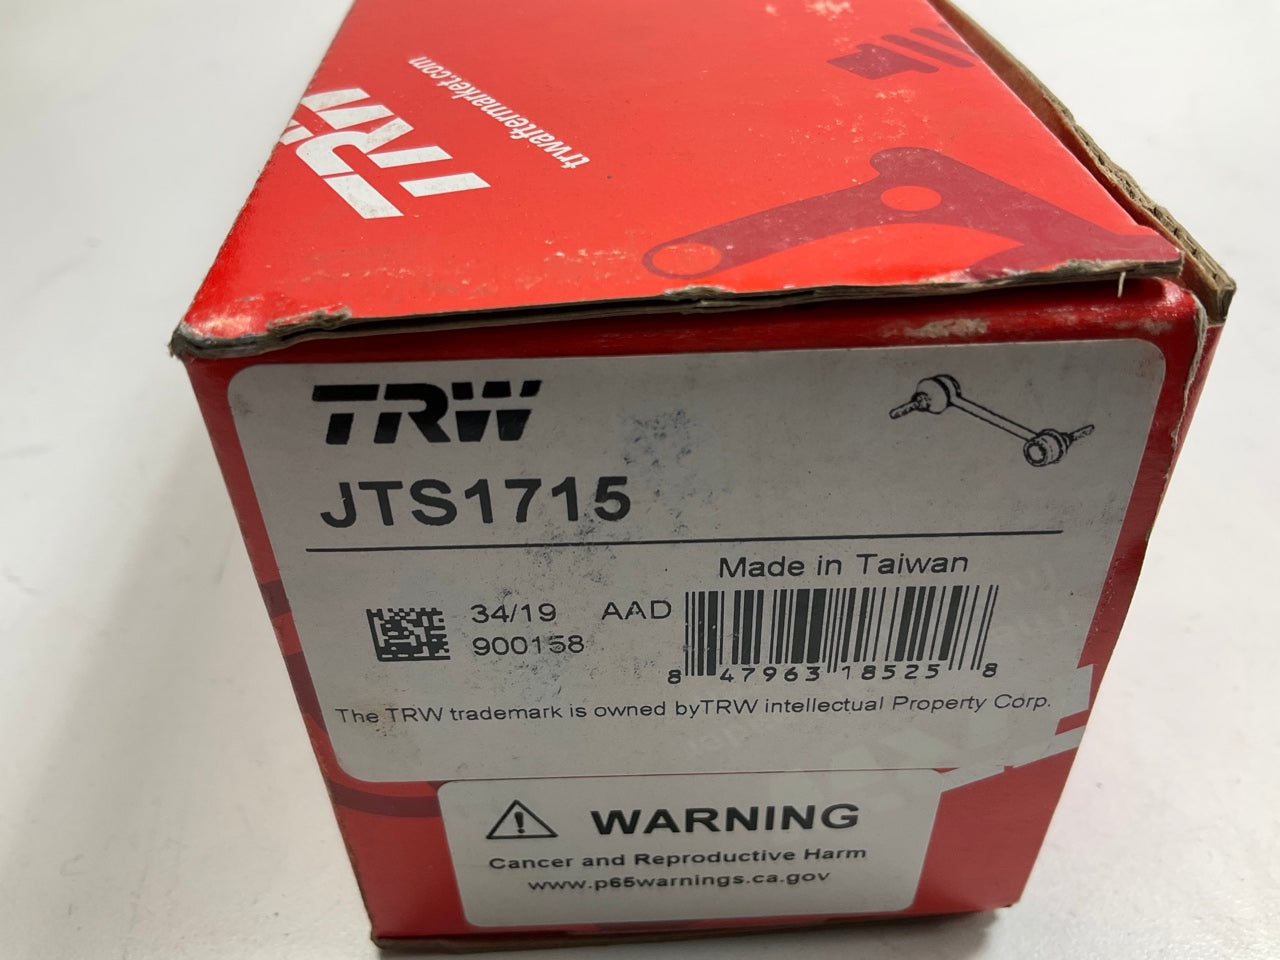 TRW
trwaftermarket.com
TRW
JTS1715
Made in Taiwan
34/19 AAD
900158
8 47963 18525 8
The TRW trademark is owned byTRW intellectual Property Corp.
WARNING
Cancer and Reproductive Harm
www.p65warnings.ca.gov